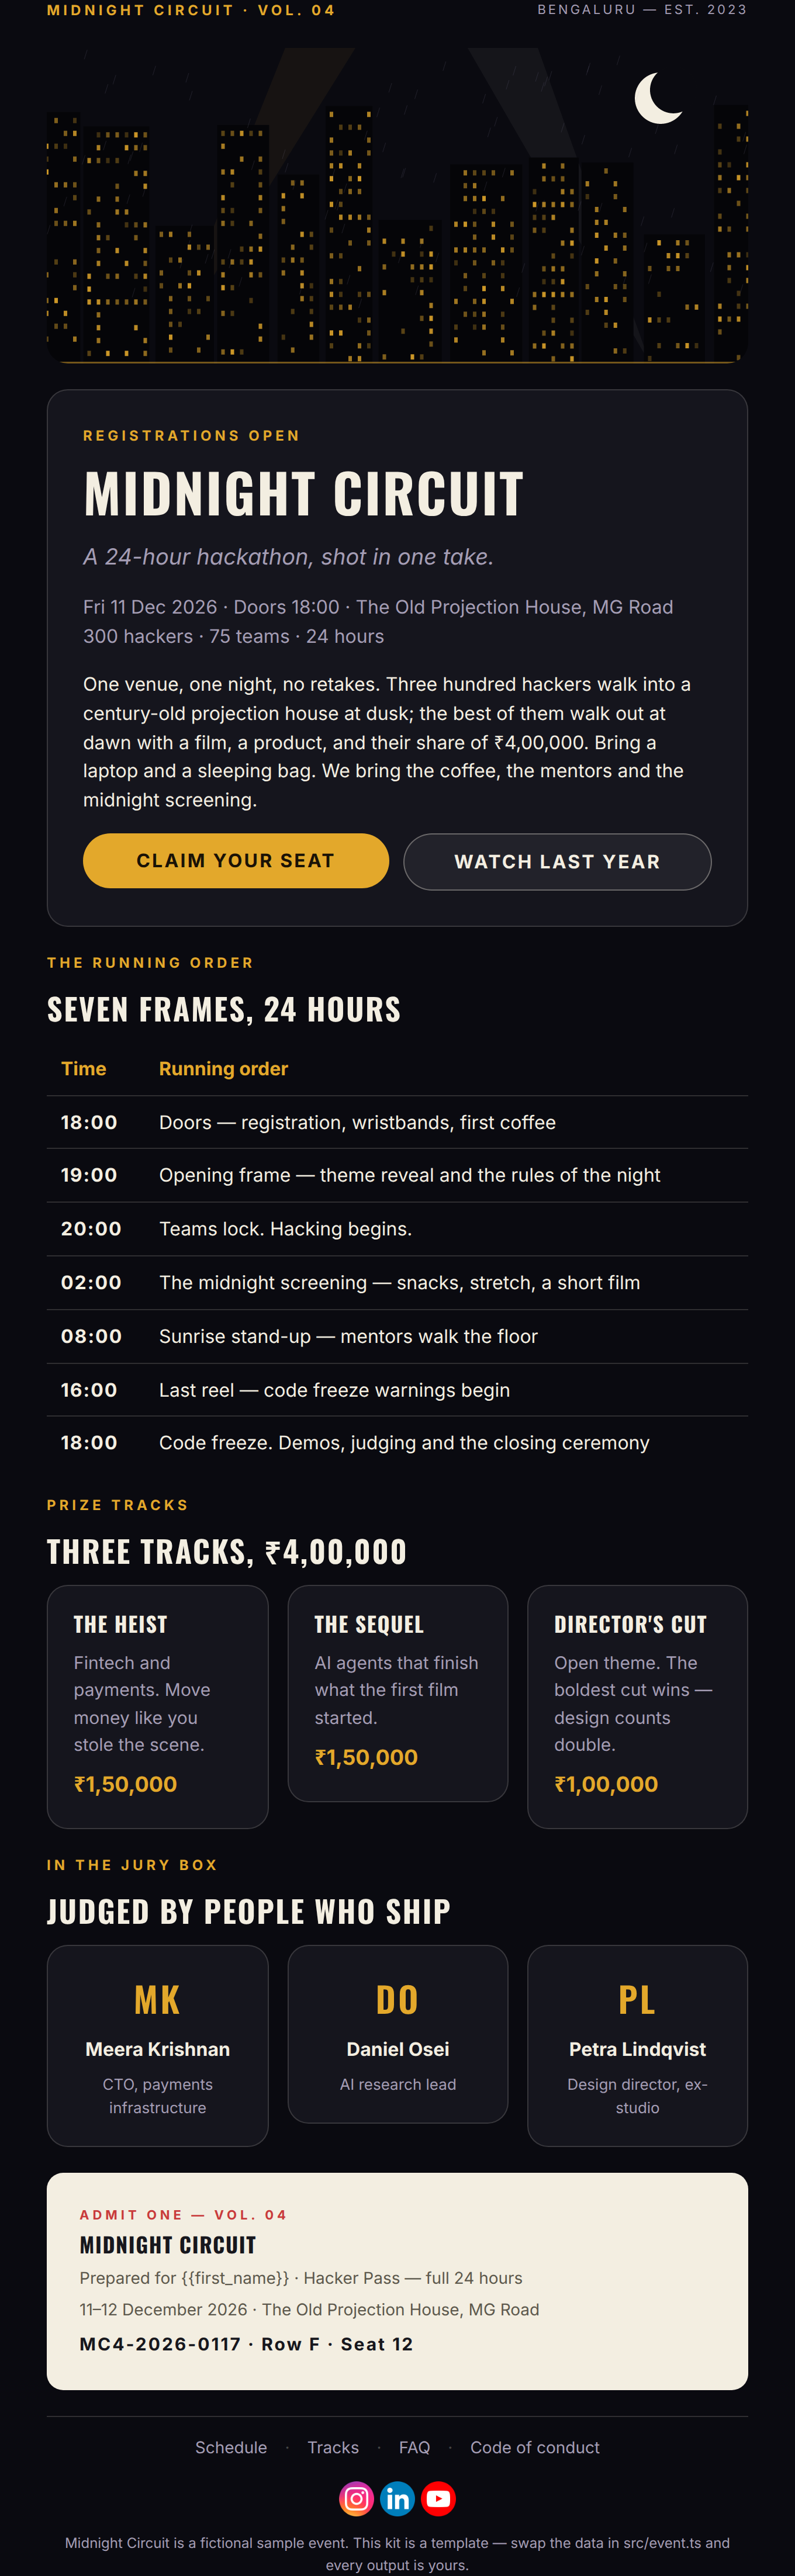 MIDNIGHT CIRCUIT · VOL. 04
BENGALURU — EST. 2023
REGISTRATIONS OPEN
MIDNIGHT CIRCUIT
A 24-hour hackathon, shot in one take.
Fri 11 Dec 2026 · Doors 18:00 · The Old Projection House, MG Road
300 hackers · 75 teams · 24 hours
One venue, one night, no retakes. Three hundred hackers walk into a
century-old projection house at dusk; the best of them walk out at
dawn with a film, a product, and their share of ₹4,00,000. Bring a
laptop and a sleeping bag. We bring the coffee, the mentors and the
midnight screening.
CLAIM YOUR SEAT
WATCH LAST YEAR
THE RUNNING ORDER
SEVEN FRAMES, 24 HOURS
Time Running order
18:00 Doors — registration, wristbands, first coffee
19:00 Opening frame — theme reveal and the rules of the night
20:00 Teams lock. Hacking begins.
02:00 The midnight screening — snacks, stretch, a short film
08:00 Sunrise stand-up — mentors walk the floor
16:00 Last reel — code freeze warnings begin
18:00 Code freeze. Demos, judging and the closing ceremony
PRIZE TRACKS
THREE TRACKS, ₹4,00,000
THE HEIST
Fintech and
payments. Move
money like you
stole the scene.
₹1,50,000
THE SEQUEL
AI agents that finish
what the first film
started.
₹1,50,000
DIRECTOR'S CUT
Open theme. The
boldest cut wins —
design counts
double.
₹1,00,000
IN THE JURY BOX
JUDGED BY PEOPLE WHO SHIP
MK
Meera Krishnan
CTO, payments
infrastructure
DO
Daniel Osei
AI research lead
PL
Petra Lindqvist
Design director, ex-
studio
ADMIT ONE — VOL. 04
MIDNIGHT CIRCUIT
Prepared for {{first_name}} · Hacker Pass — full 24 hours
11–12 December 2026 · The Old Projection House, MG Road
MC4-2026-0117 · Row F · Seat 12
Schedule · Tracks · FAQ · Code of conduct
in
Midnight Circuit is a fictional sample event. This kit is a template — swap the data in src/event.ts and
every output is yours.